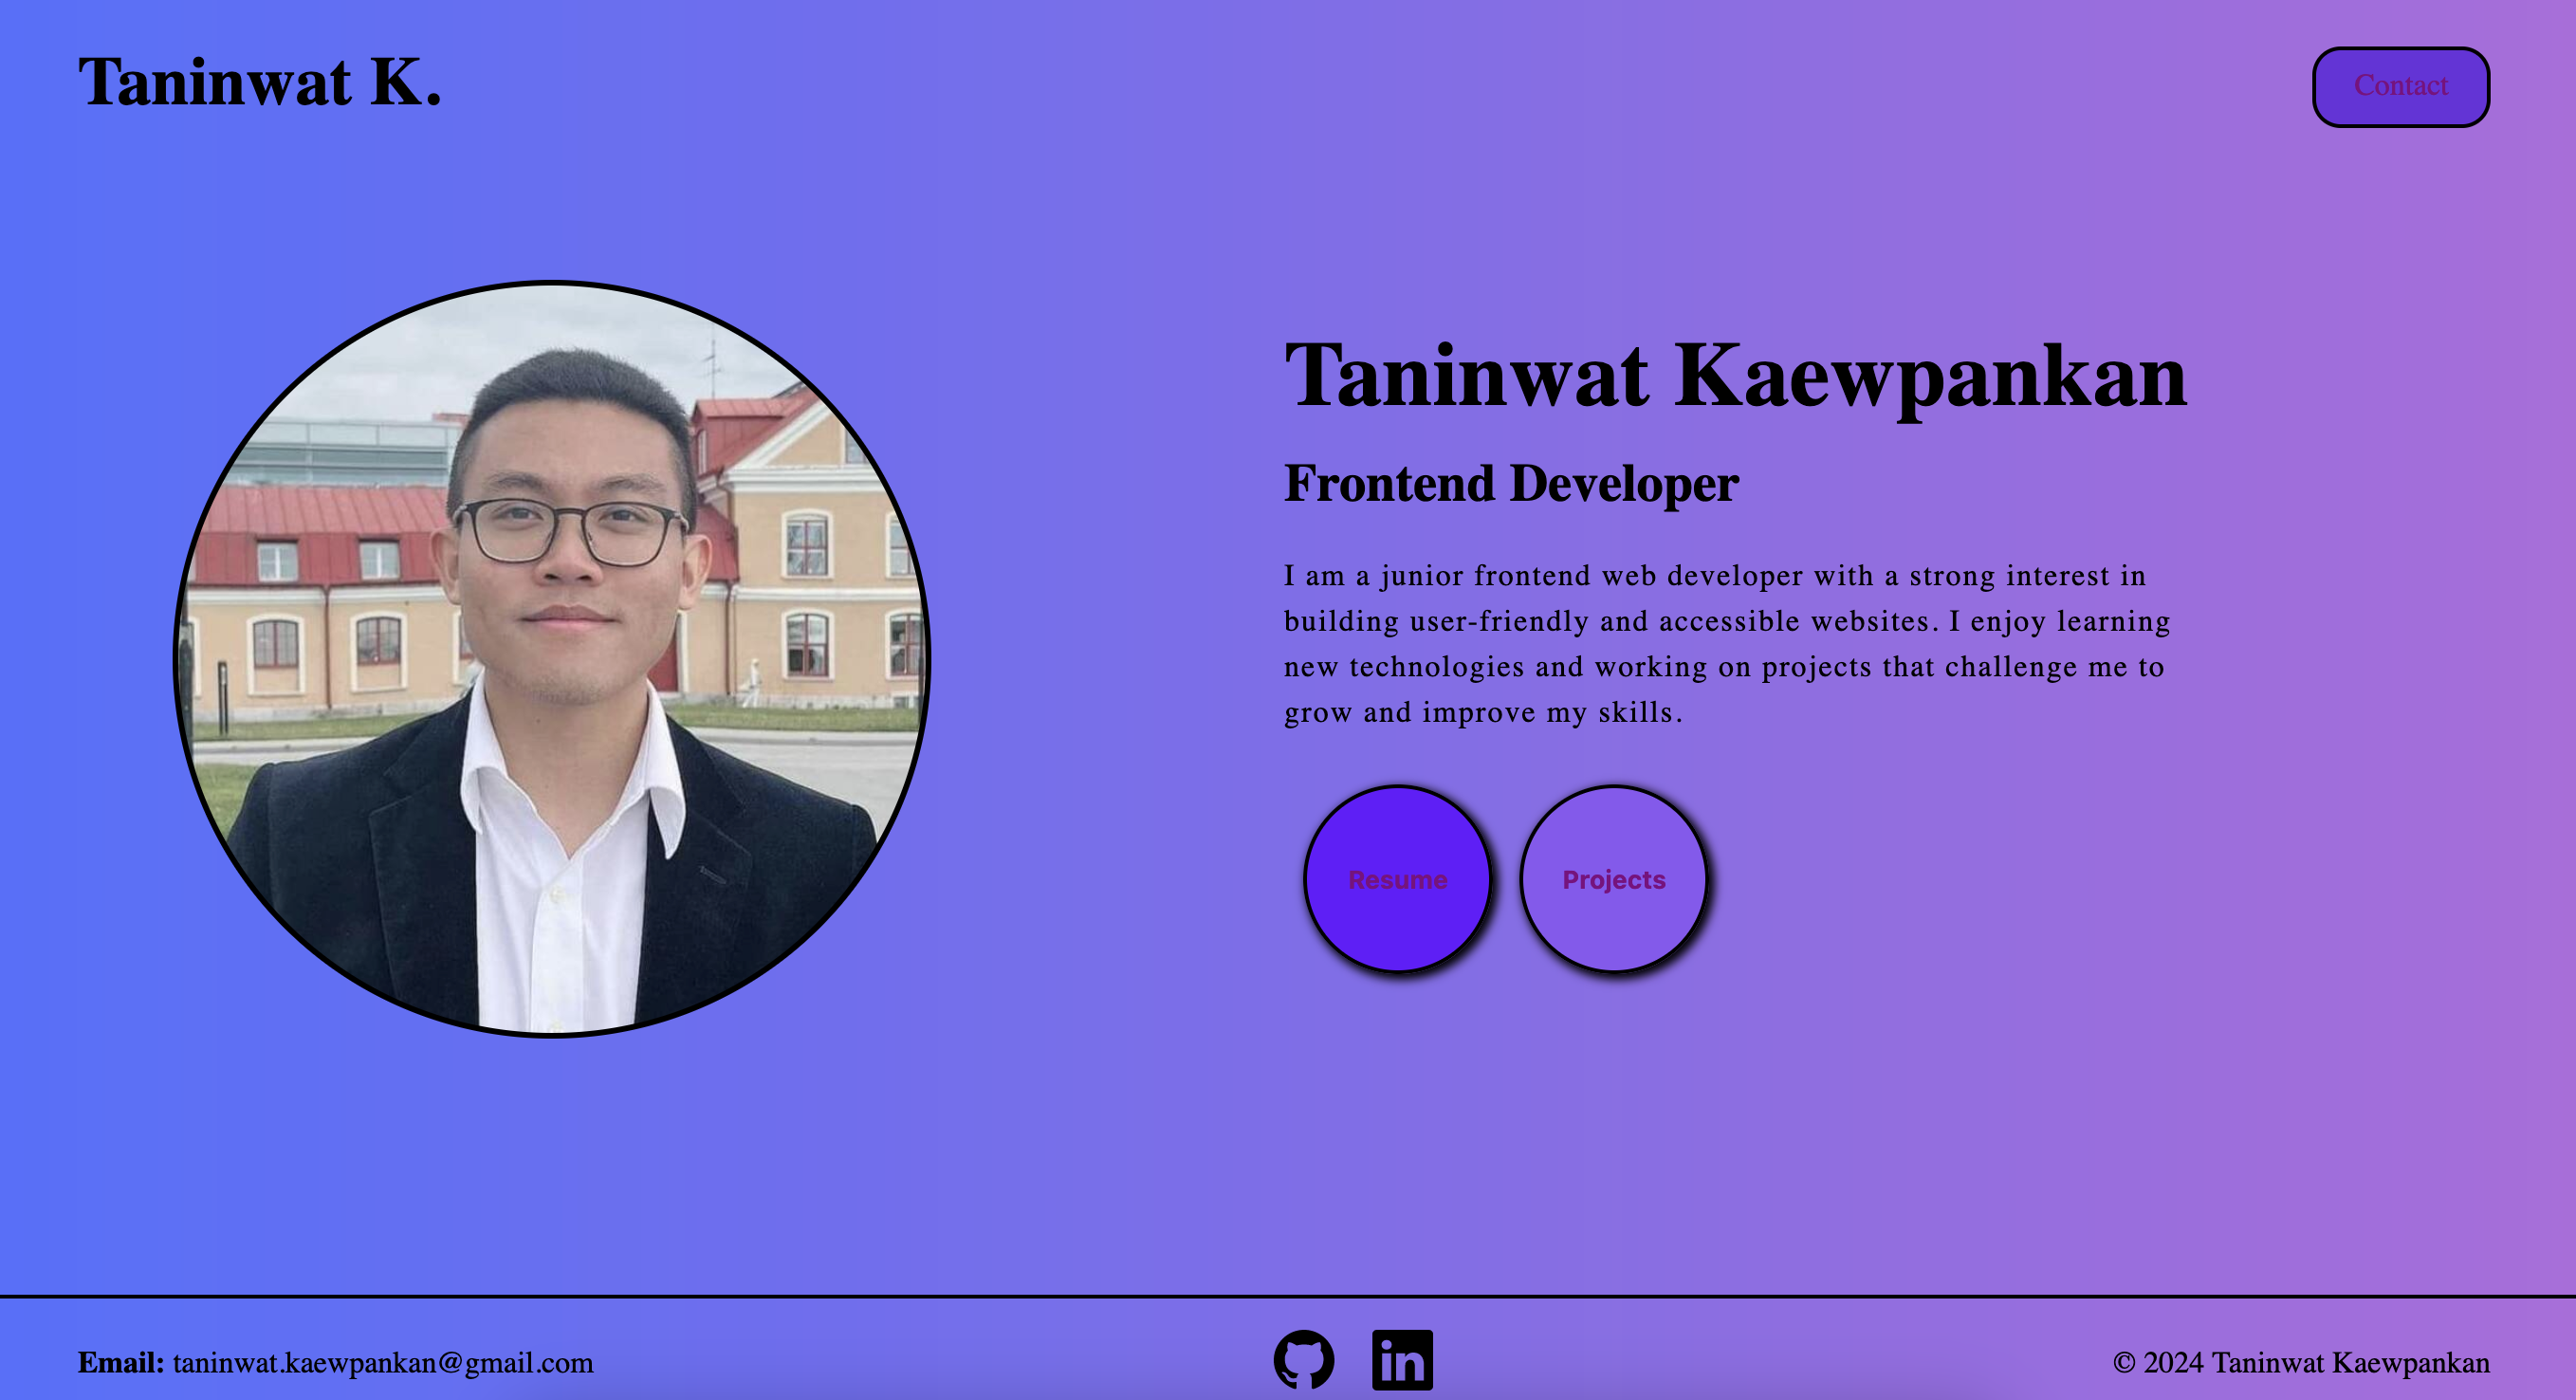 Taninwat K.
Contact
Taninwat Kaewpankan
Frontend Developer
I am a junior frontend web developer with a strong interest in
building user-friendly and accessible websites. I enjoy learning
new technologies and working on projects that challenge me to
grow and improve my skills.
Resume
Projects
Email: taninwat.kaewpankan@gmail.com
in
© 2024 Taninwat Kaewpankan